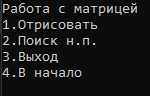 Работа с матрицей
1.Отрисовать
2.Поиск н.п.
3.Выход
4.В начало